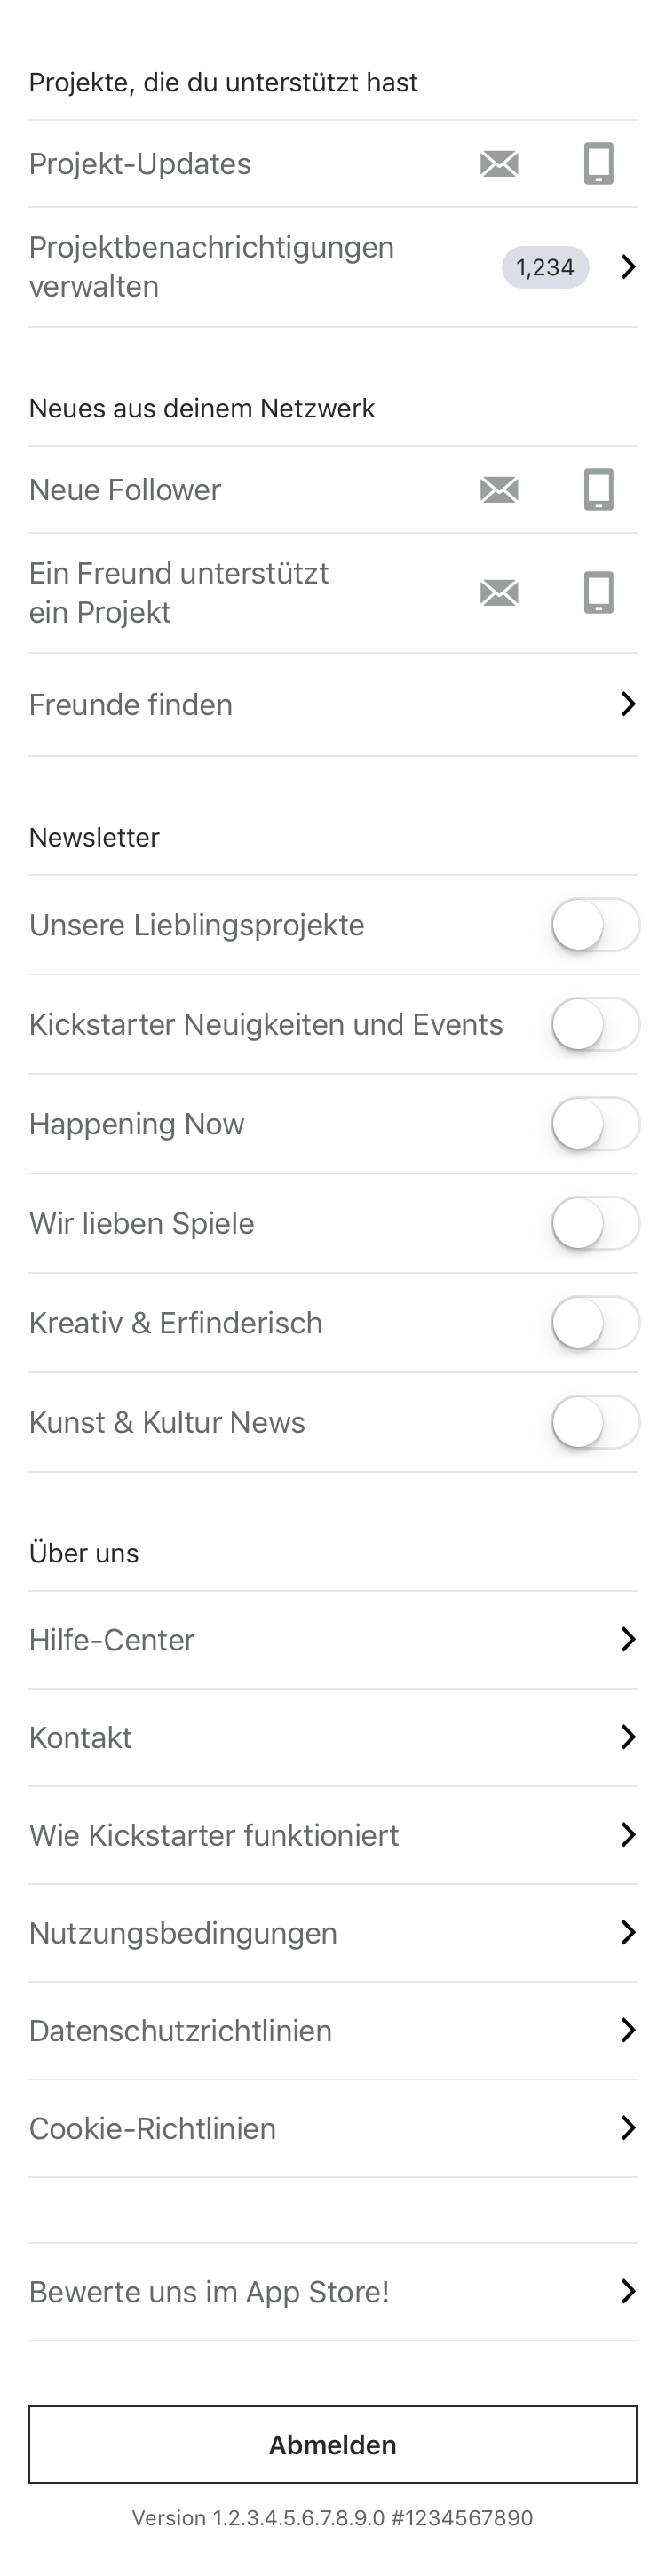 Projekte, die du unterstützt hast
Projekt-Updates
Projektbenachrichtigungen
verwalten
1,234
Neues aus deinem Netzwerk
Neue Follower
Ein Freund unterstützt
ein Projekt
Freunde finden
Newsletter
Unsere Lieblingsprojekte
Kickstarter Neuigkeiten und Events
Happening Now
Wir lieben Spiele
Kreativ & Erfinderisch
Kunst & Kultur News
Über uns
Hilfe-Center
Kontakt
Wie Kickstarter funktioniert
Nutzungsbedingungen
Datenschutzrichtlinien
Cookie-Richtlinien
Bewerte uns im App Store!
Abmelden
Version 1.2.3.4.5.6.7.8.9.0 #1234567890